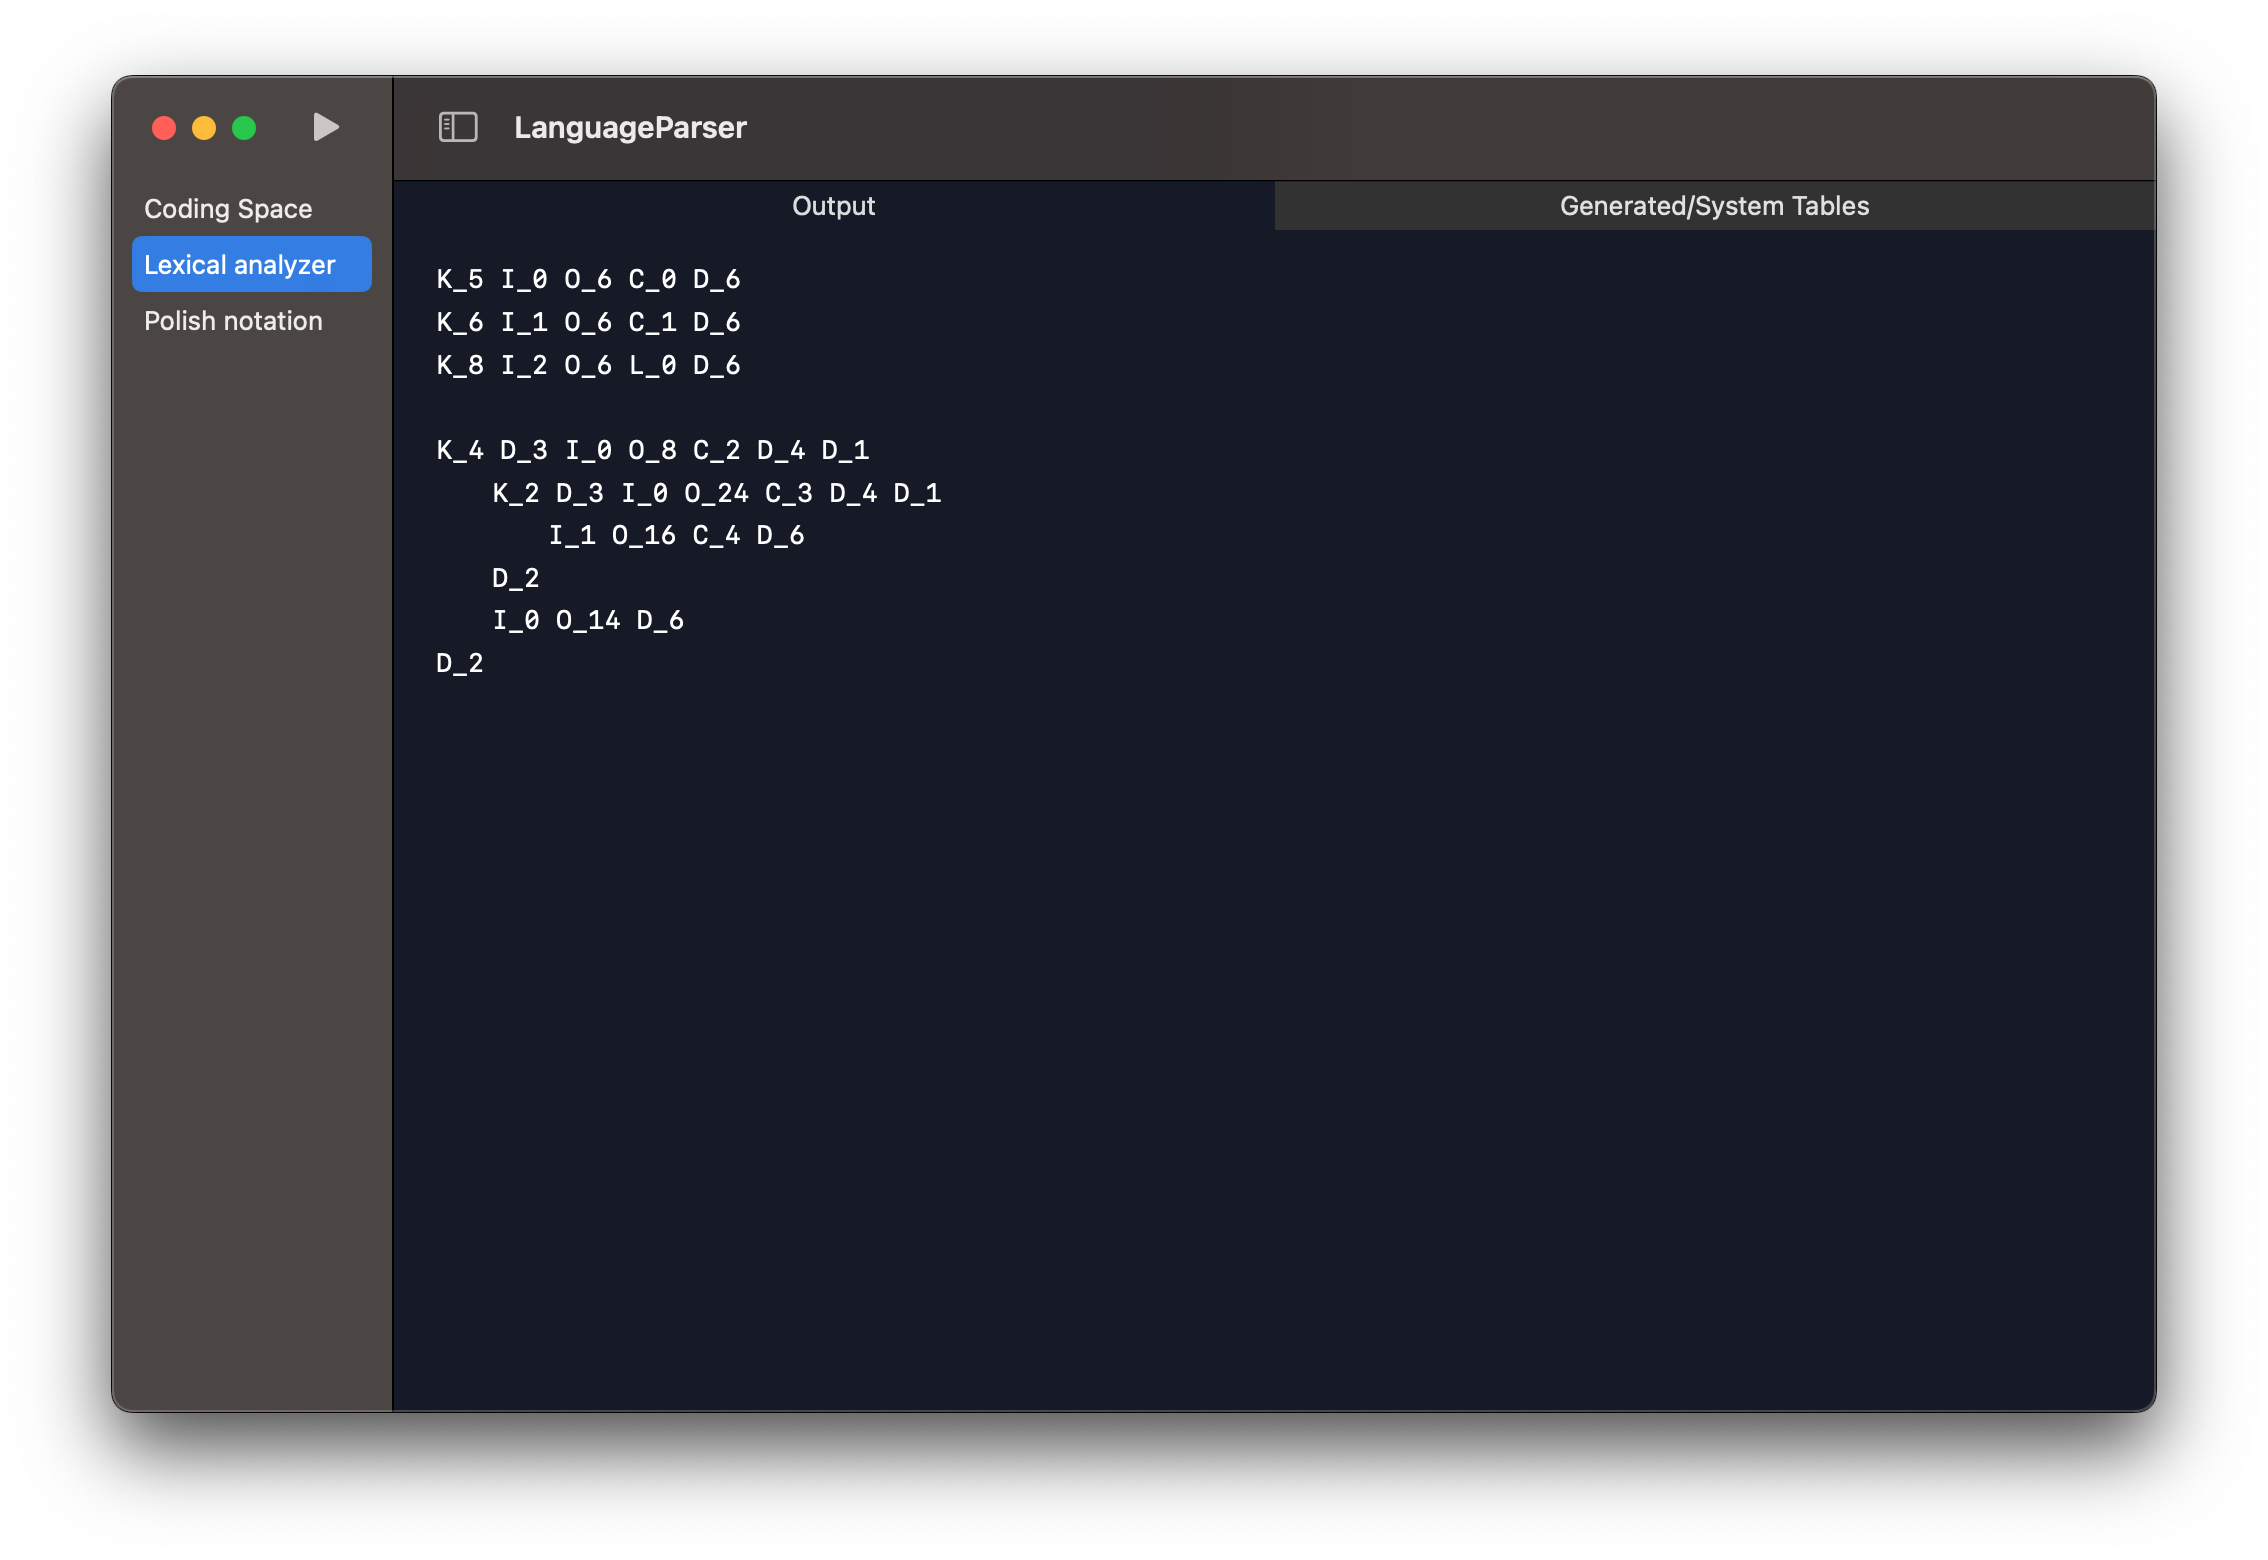 LanguageParser
Coding Space
Lexical analyzer
Polish notation
Output
Generated/System Tables
K_5 I_0 O_6 C_0 D_6
K_6 I_1 O_6 C_1 D_6
K_8 I_2 O_6 L_0 D_6
K_4 D_3 I_0 O_8 C_2 D_4 D_1
K_2 D_3 I_0 O_24 C_3 D_4 D_1
I_1 O_16 C_4 D_6
D_2
I_0 O_14 D_6
D_2